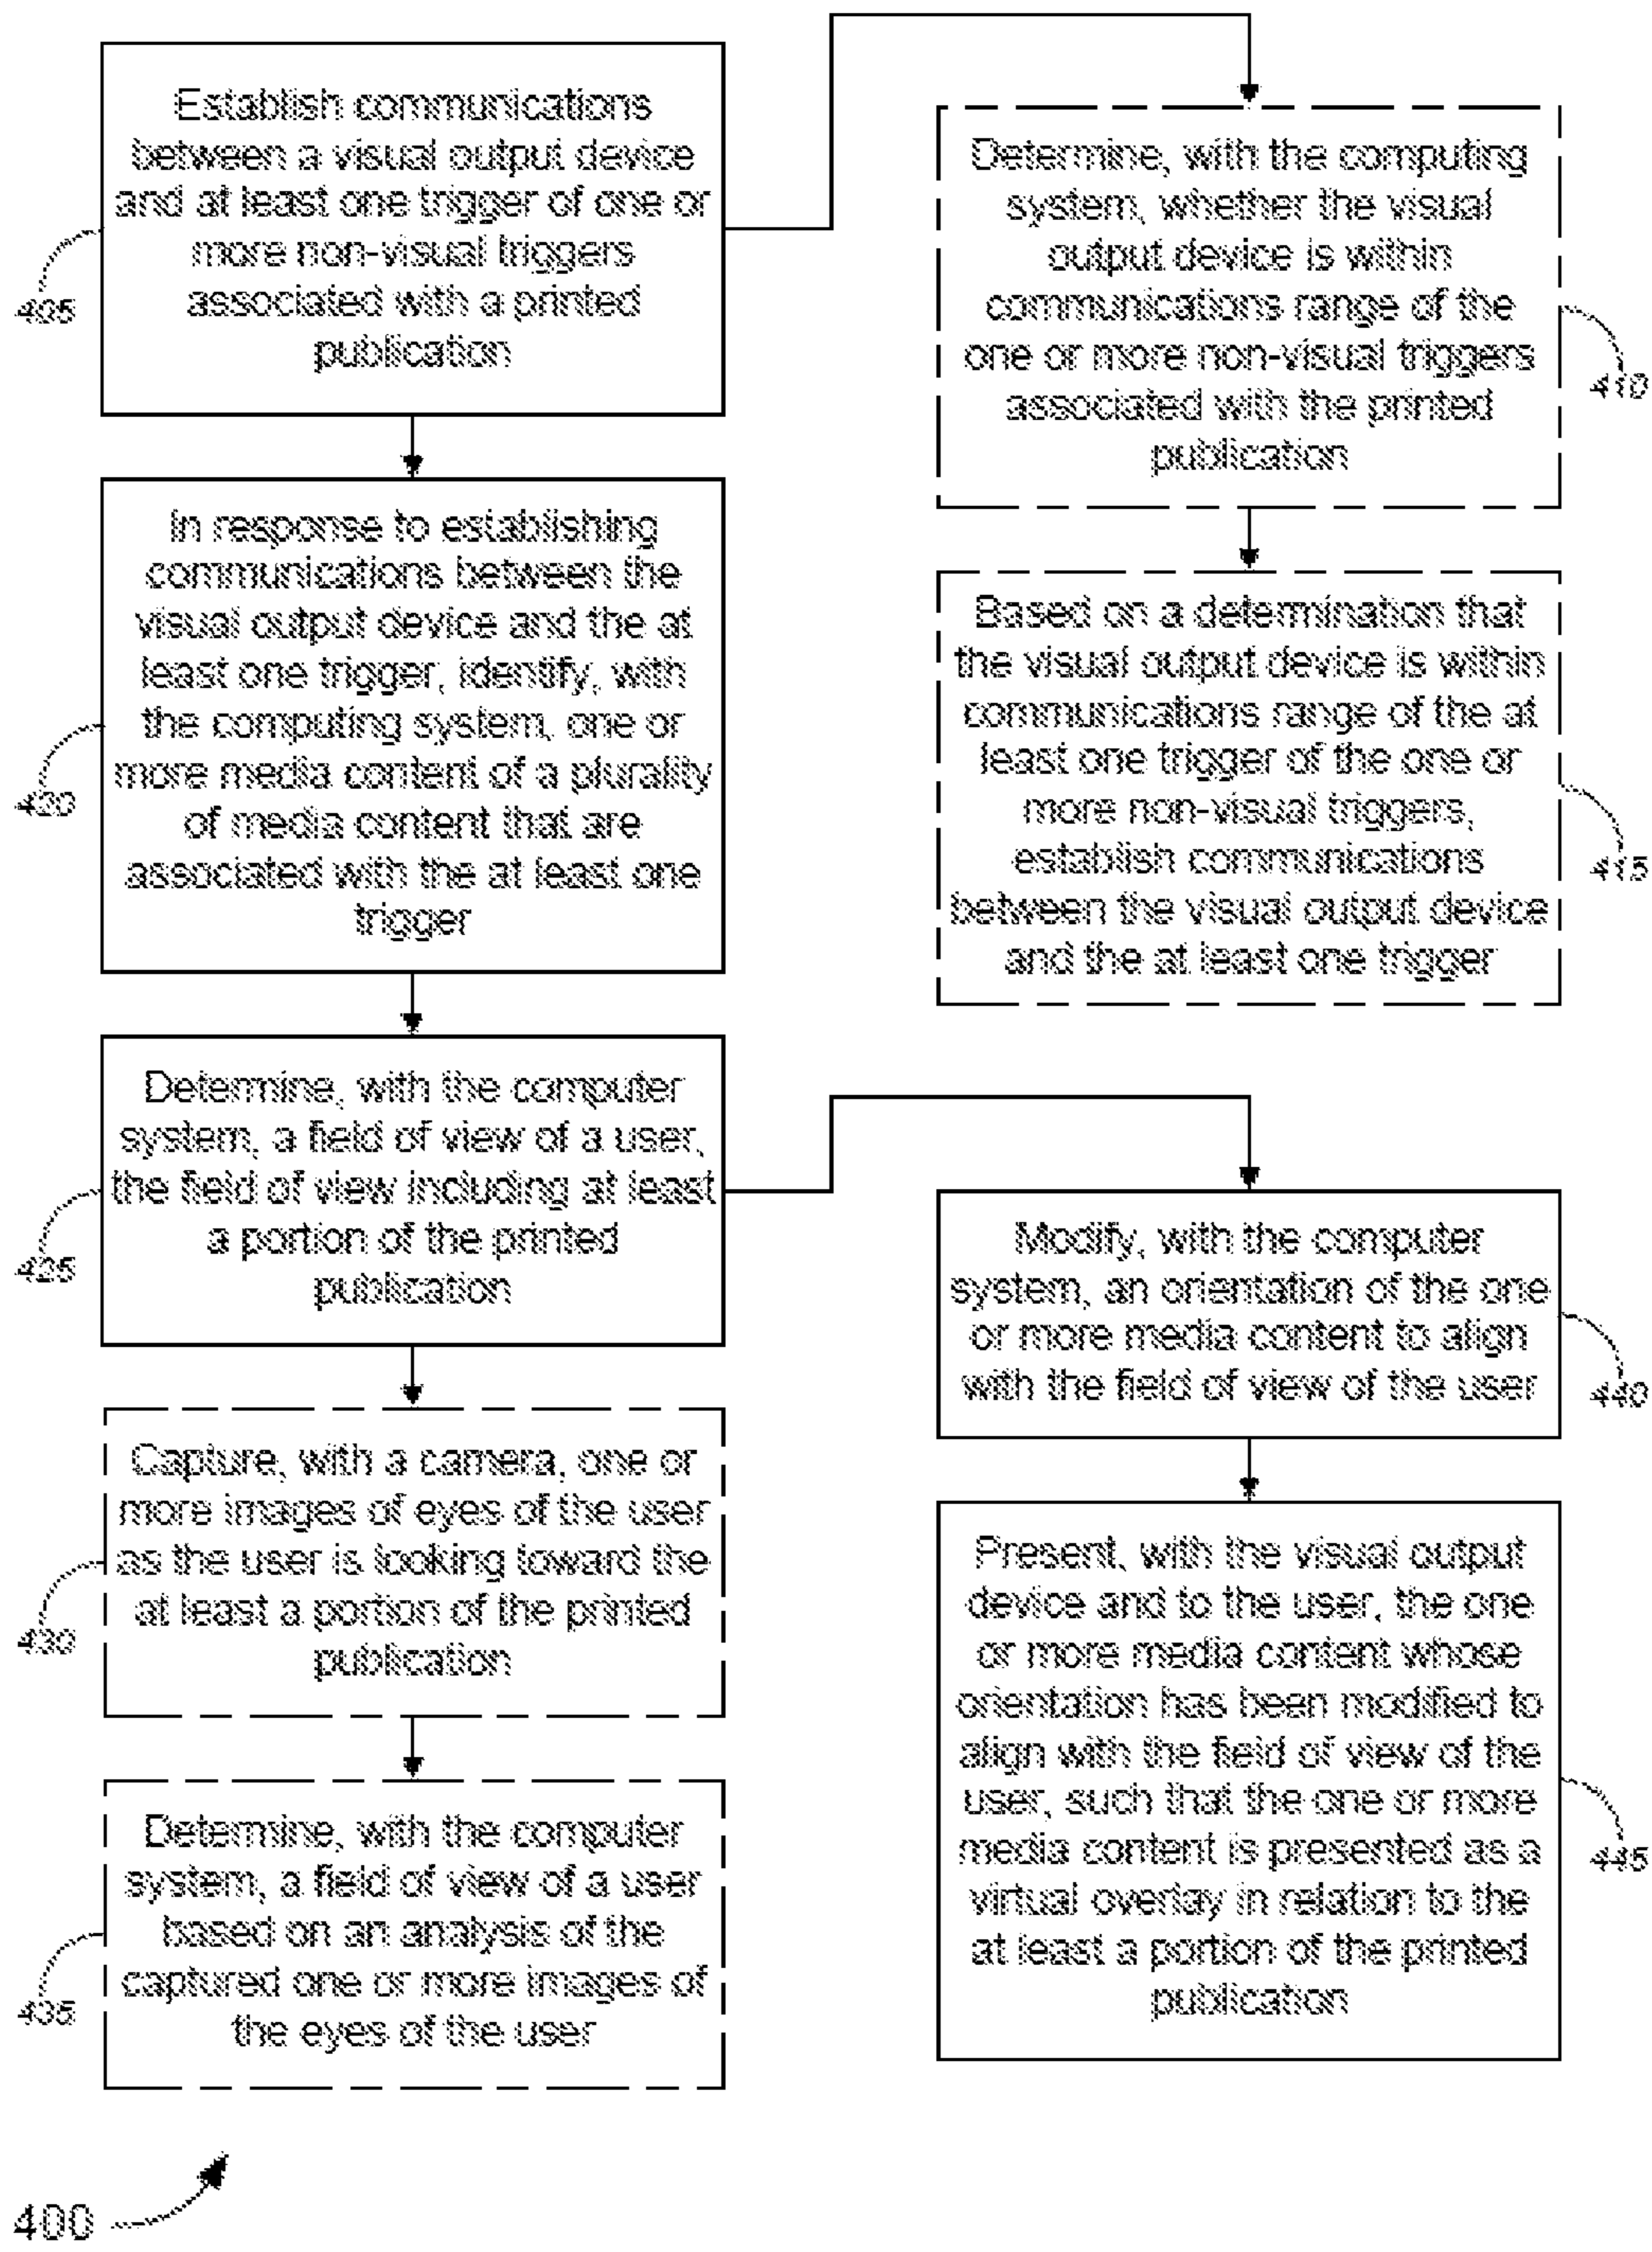 Establish communications
between a visual output device
and at least one trigger of one or
more non-visual triggers
associated with a printed
publication
405
Determine, with the computing
system, whether the visual
output device is within
communications range of the
one or more non-visual triggers
associated with the printed
publication
410
Based on a determination that
the visual output device is within
communications range of the at
least one trigger of the one or
more non-visual triggers,
establish communications
between the visual output device
and the at least one trigger
415
In response to establishing
communications between the
visual output device and the at
least one trigger, identify, with
the computing system, one or
more media content of a plurality
of media content that are
associated with the at least one
trigger
420
Determine, with the computer
system, a field of view of a user,
the field of view including at least
a portion of the printed
publication
425
Capture, with a camera, one or
more images of eyes of the user
as the user is looking toward the
at least a portion of the printed
publication
430
Determine, with the computer
system, a field of view of a user
based on an analysis of the
captured one or more images of
the eyes of the user
435
Modify, with the computer
system, an orientation of the one
or more media content to align
with the field of view of the user
440
Present, with the visual output
device and to the user, the one
or more media content whose
orientation has been modified to
align with the field of view of the
user, such that the one or more
media content is presented as a
virtual overlay in relation to the
at least a portion of the printed
publication
445
400